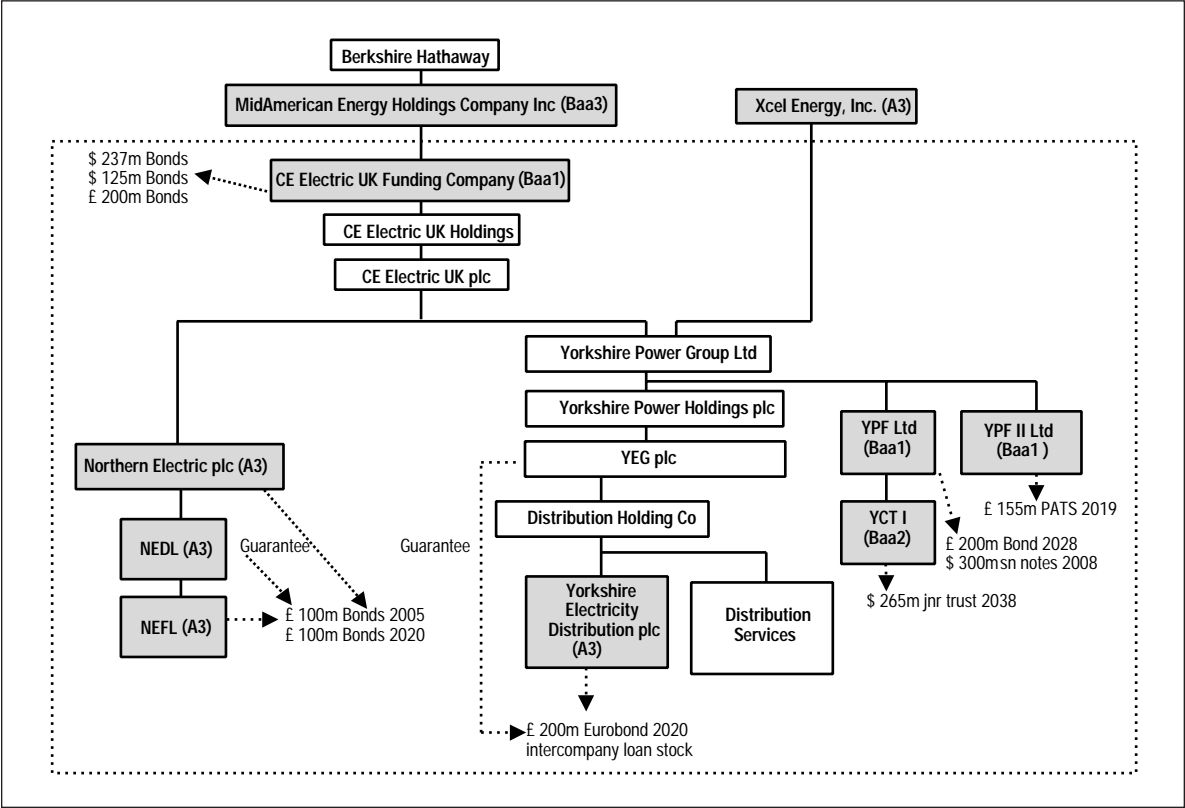 Berkshire Hathaway
MidAmerican Energy Holdings Company Inc (Baa3)
Xcel Energy, Inc. (A3)
$ 237m Bonds
$ 125m Bonds
£ 200m Bonds
CE Electric UK Funding Company (Baa1)
CE Electric UK Holdings
CE Electric UK plc
Yorkshire Power Group Ltd
Yorkshire Power Holdings plc
YPF Ltd
(Baa1)
YPF II Ltd
(Baa1 )
Northern Electric plc (A3)
YEG plc
£ 155m PATS 2019
Distribution Holding Co
YCT I
(Baa2)
NEDL (A3)
Guarantee
Guarantee
£ 200m Bond 2028
$ 300m sn notes 2008
$ 265m jnr trust 2038
NEFL (A3)
£ 100m Bonds 2005
£ 100m Bonds 2020
Yorkshire
Electricity
Distribution plc
(A3)
Distribution
Services
£ 200m Eurobond 2020
intercompany loan stock